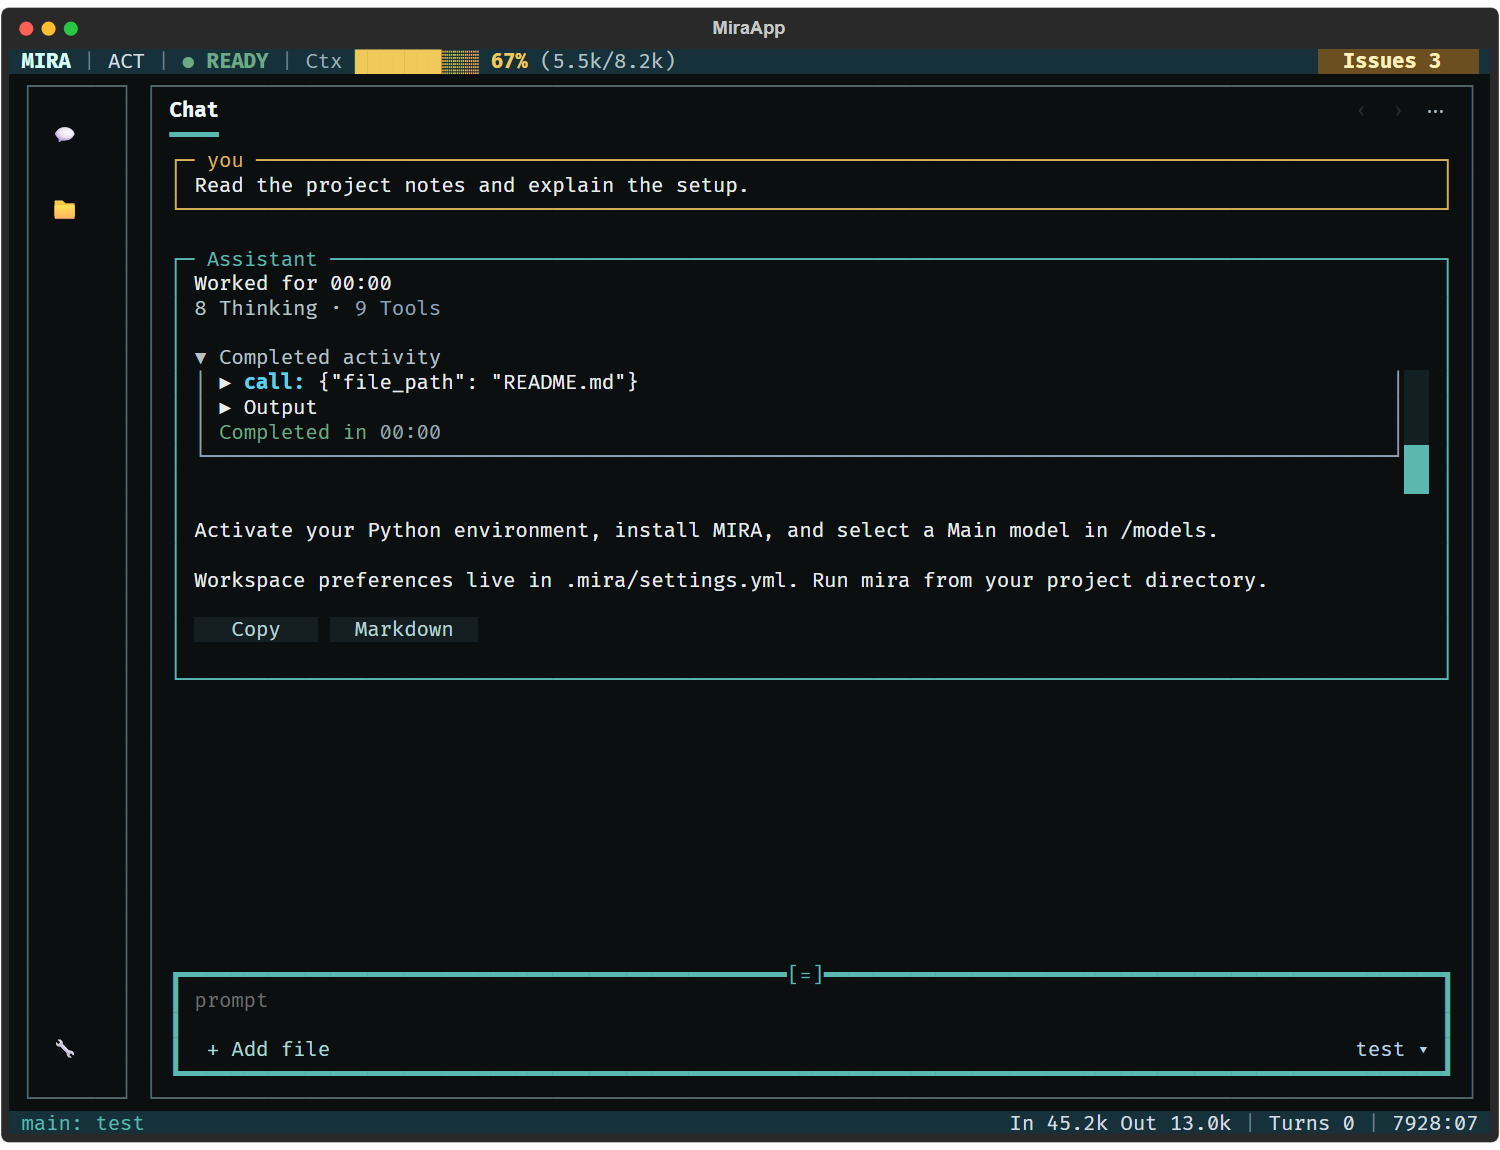 MiraApp
MIRA | ACT | ● READY | Ctx 67% (5.5k/8.2k) Issues 3
Chat ‹ › ...
you
Read the project notes and explain the setup.
Assistant
Worked for 00:00
8 Thinking · 9 Tools
▼ Completed activity
▶ call: {"file_path": "README.md"}
▶ Output
Completed in 00:00
Activate your Python environment, install MIRA, and select a Main model in /models.
Workspace preferences live in .mira/settings.yml. Run mira from your project directory.
Copy Markdown
[=]
prompt
+ Add file test ▾
main: test In 45.2k Out 13.0k | Turns 0 | 7928:07